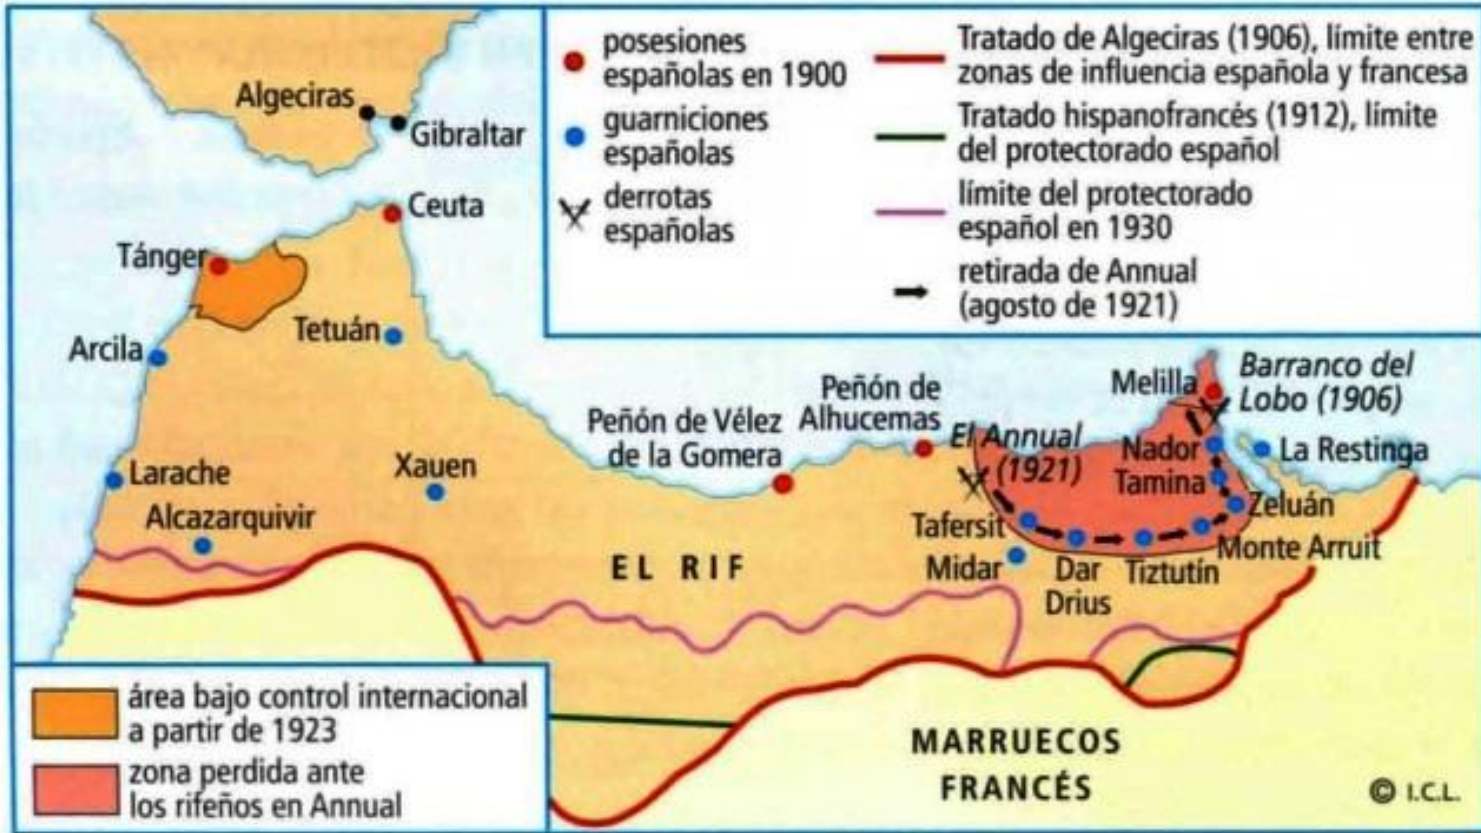 posesiones
españolas en 1900
guarniciones
españolas
derrotas
españolas
Tratado de Algeciras (1906), límite entre
zonas de influencia española y francesa
Tratado hispanofrancés (1912), límite
del protectorado español
límite del protectorado
español en 1930
retirada de Annual
(agosto de 1921)
Algeciras
Gibraltar
Ceuta
Tánger
Tetuán
Arcila
Larache
Alcazarquivir
Xauen
Peñón de Vélez
de la Gomera
Peñón de
Alhucemas
El Annual
(1921)
Melilla
Barranco del
Lobo (1906)
Nador
La Restinga
Tamina
Zeluán
Tafersit
Monte Arruit
Midar
Dar
Drius
Tiztutín
EL RIF
MARRUECOS
FRANCÉS
área bajo control internacional
a partir de 1923
zona perdida ante
los rifeños en Annual
© I.C.L.